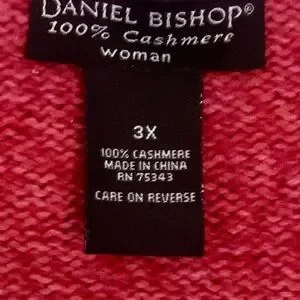 DANIEL BISHOP®
100% Cashmere
woman
3X
100% CASHMERE
MADE IN CHINA
RN 75343
CARE ON REVERSE